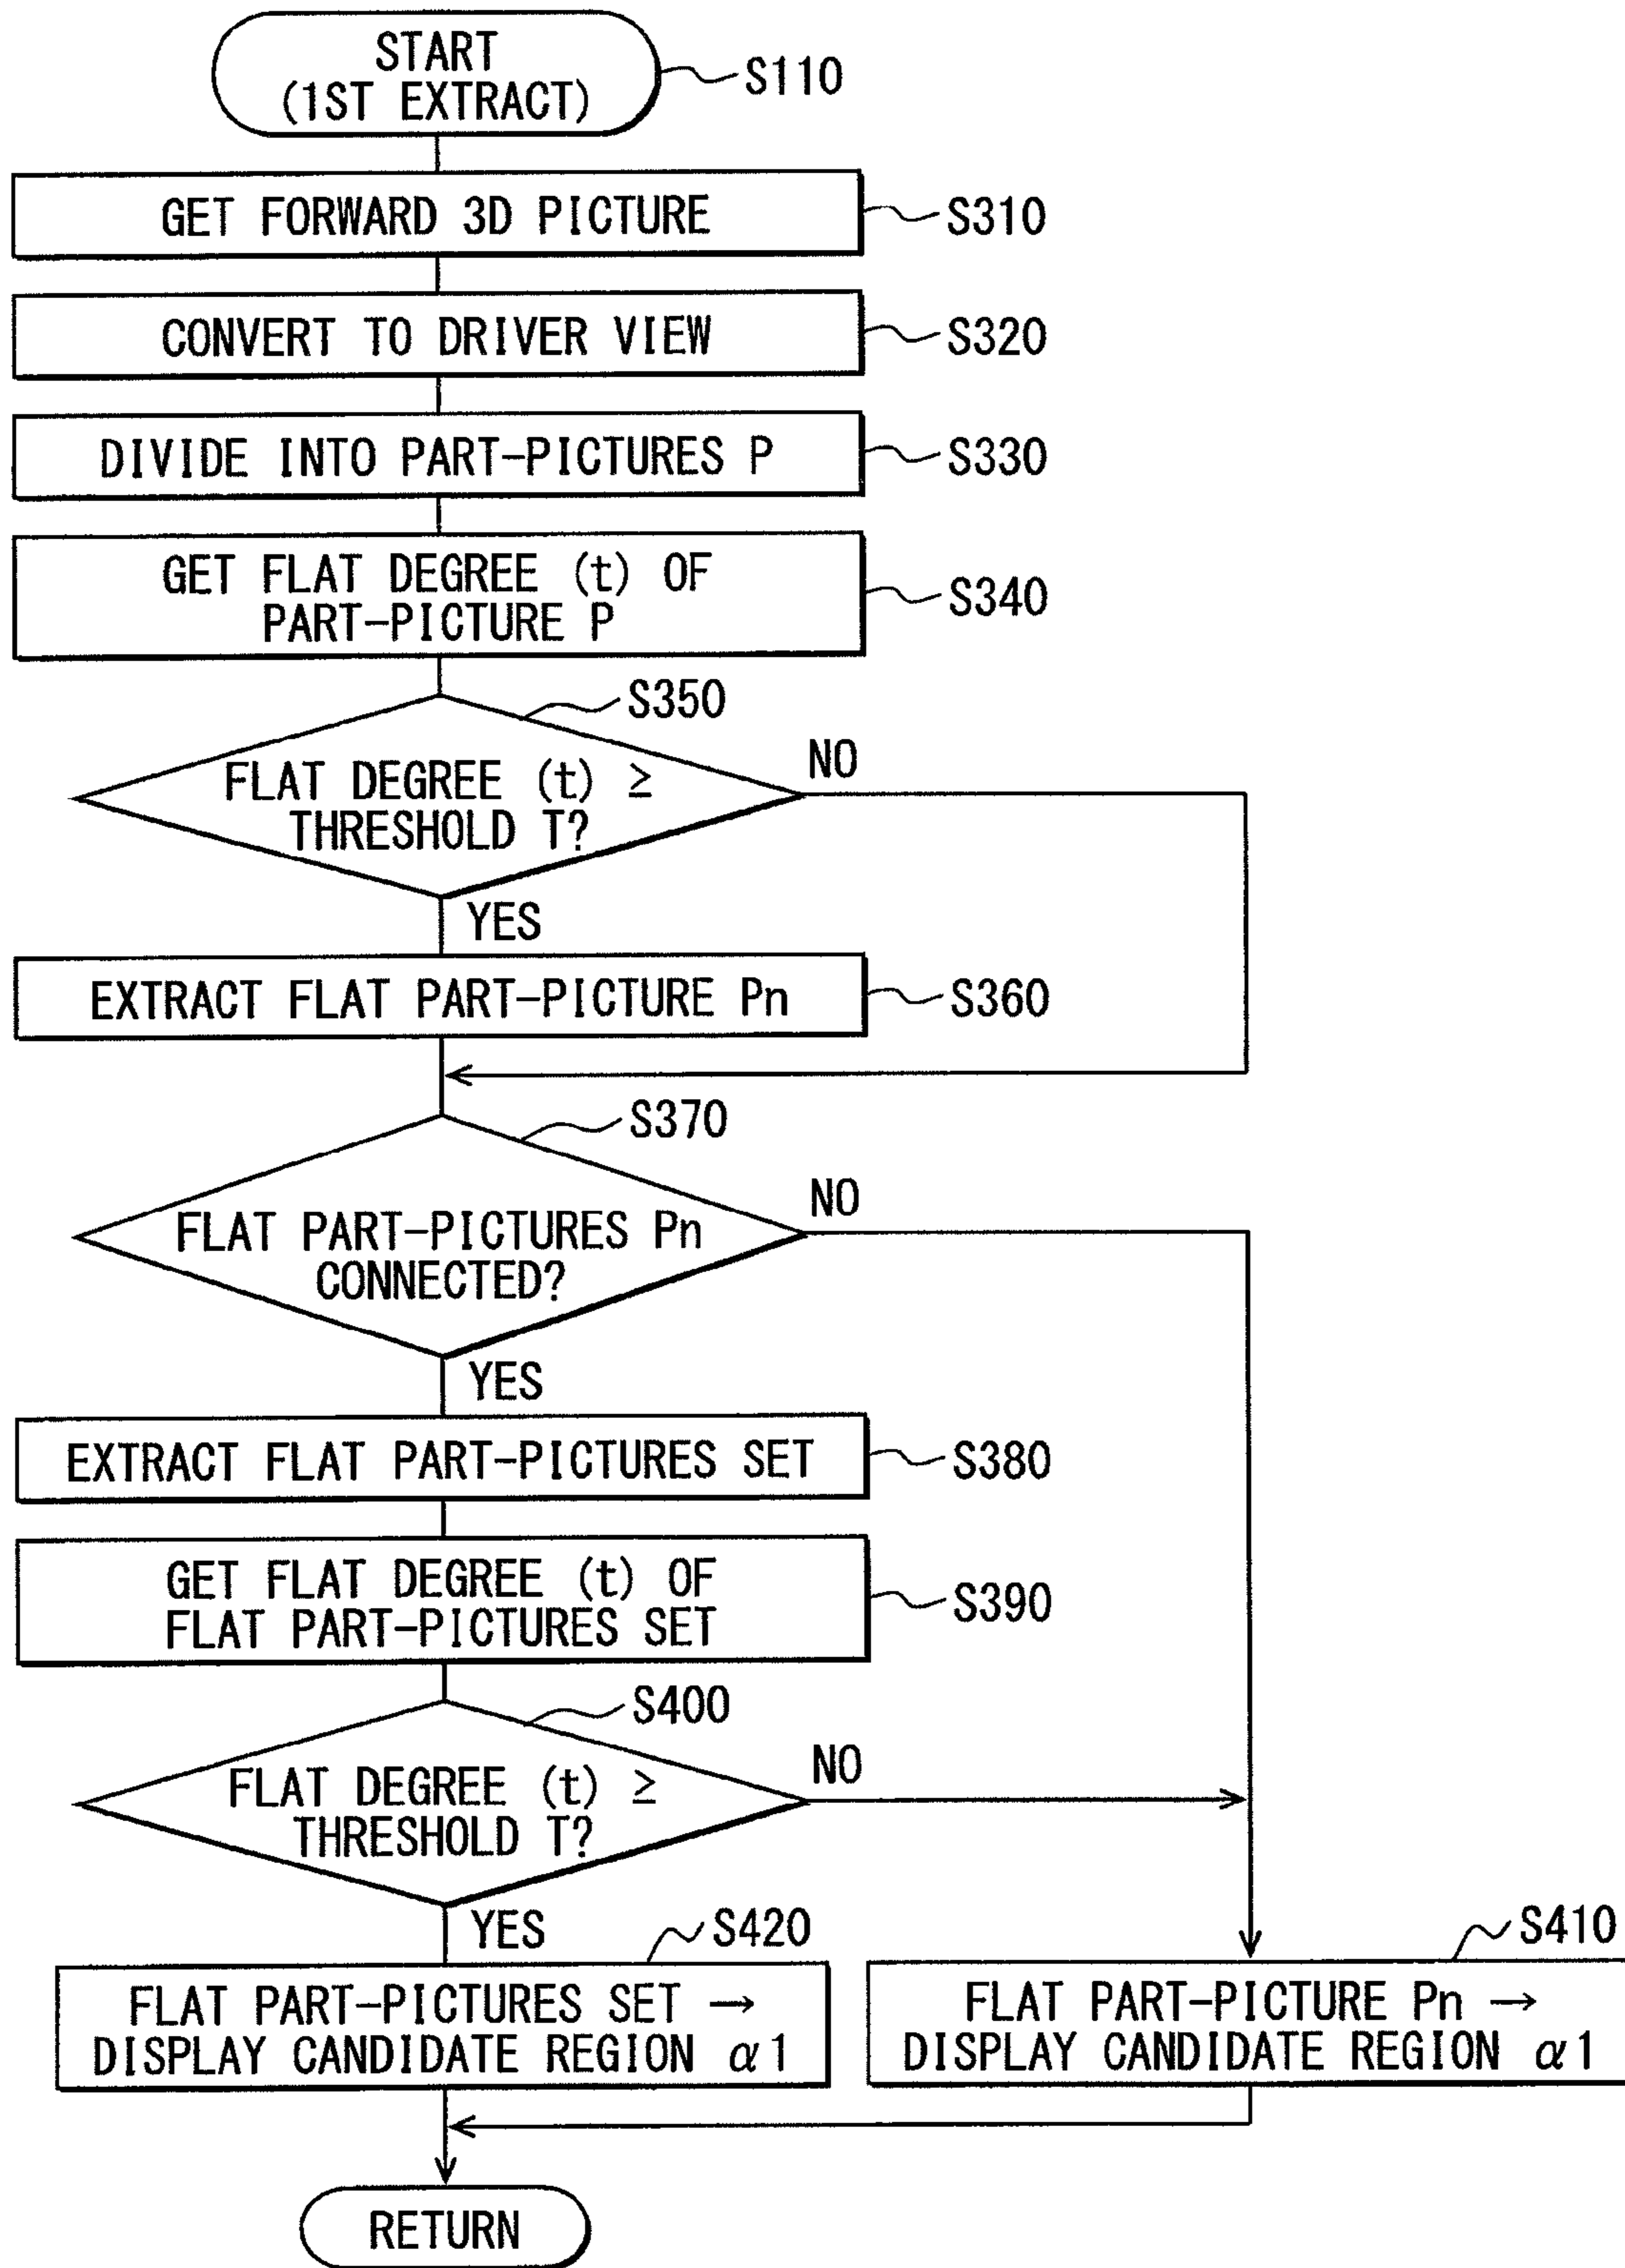 START
(1ST EXTRACT)
S110
GET FORWARD 3D PICTURE
S310
CONVERT TO DRIVER VIEW
S320
DIVIDE INTO PART-PICTURES P
S330
GET FLAT DEGREE (t) OF
PART-PICTURE P
S340
S350
FLAT DEGREE (t) ≥
THRESHOLD T?
NO
YES
EXTRACT FLAT PART-PICTURE Pn
S360
S370
FLAT PART-PICTURES Pn
CONNECTED?
NO
YES
EXTRACT FLAT PART-PICTURES SET
S380
GET FLAT DEGREE (t) OF
FLAT PART-PICTURES SET
S390
S400
FLAT DEGREE (t) ≥
THRESHOLD T?
NO
YES
S420
FLAT PART-PICTURES SET →
DISPLAY CANDIDATE REGION α1
S410
FLAT PART-PICTURE Pn →
DISPLAY CANDIDATE REGION α1
RETURN